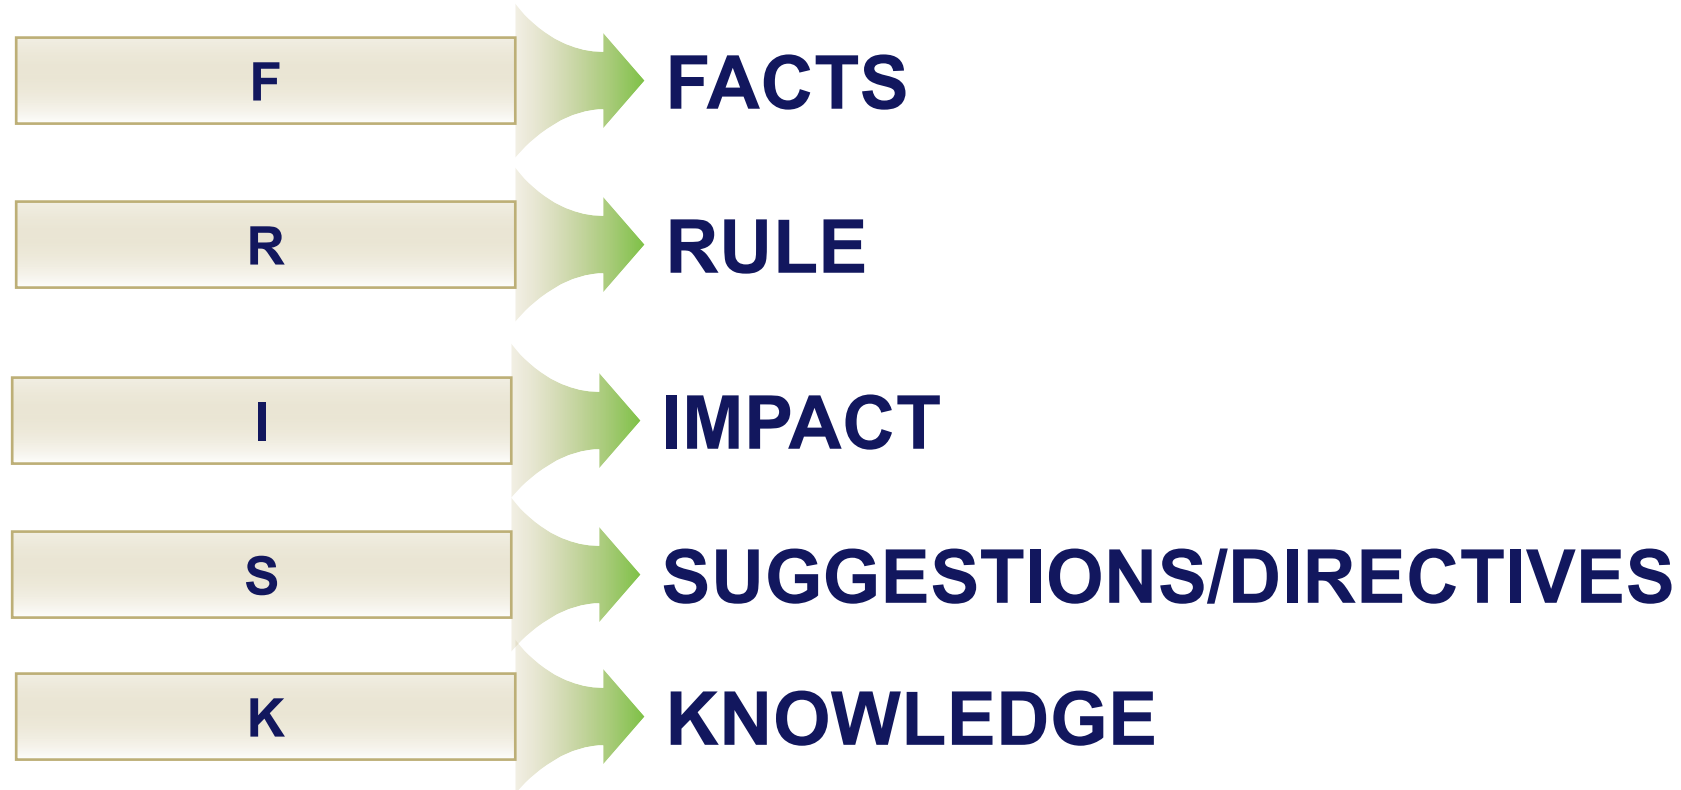 F FACTS
R RULE
I IMPACT
S SUGGESTIONS/DIRECTIVES
K KNOWLEDGE